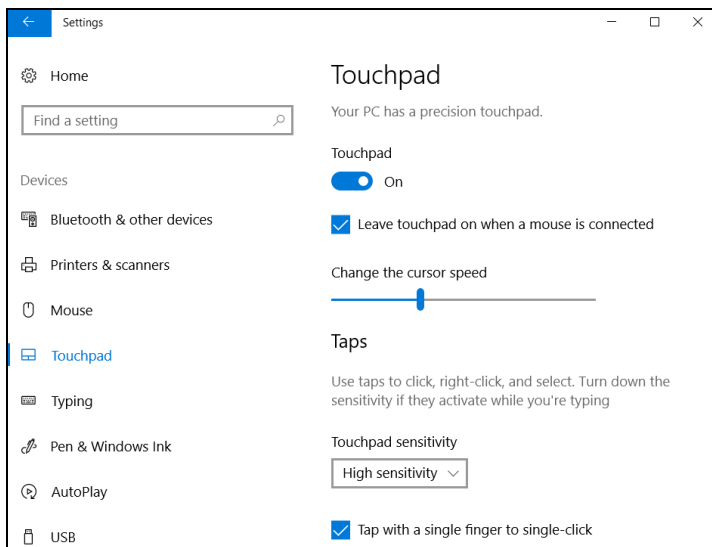 Settings
Home
Find a setting
Devices
Bluetooth & other devices
Printers & scanners
Mouse
Touchpad
Typing
Pen & Windows Ink
AutoPlay
USB
Touchpad
Your PC has a precision touchpad.
Touchpad
On
Leave touchpad on when a mouse is connected
Change the cursor speed
Taps
Use taps to click, right-click, and select. Turn down the
sensitivity if they activate while you're typing
Touchpad sensitivity
High sensitivity
Tap with a single finger to single-click